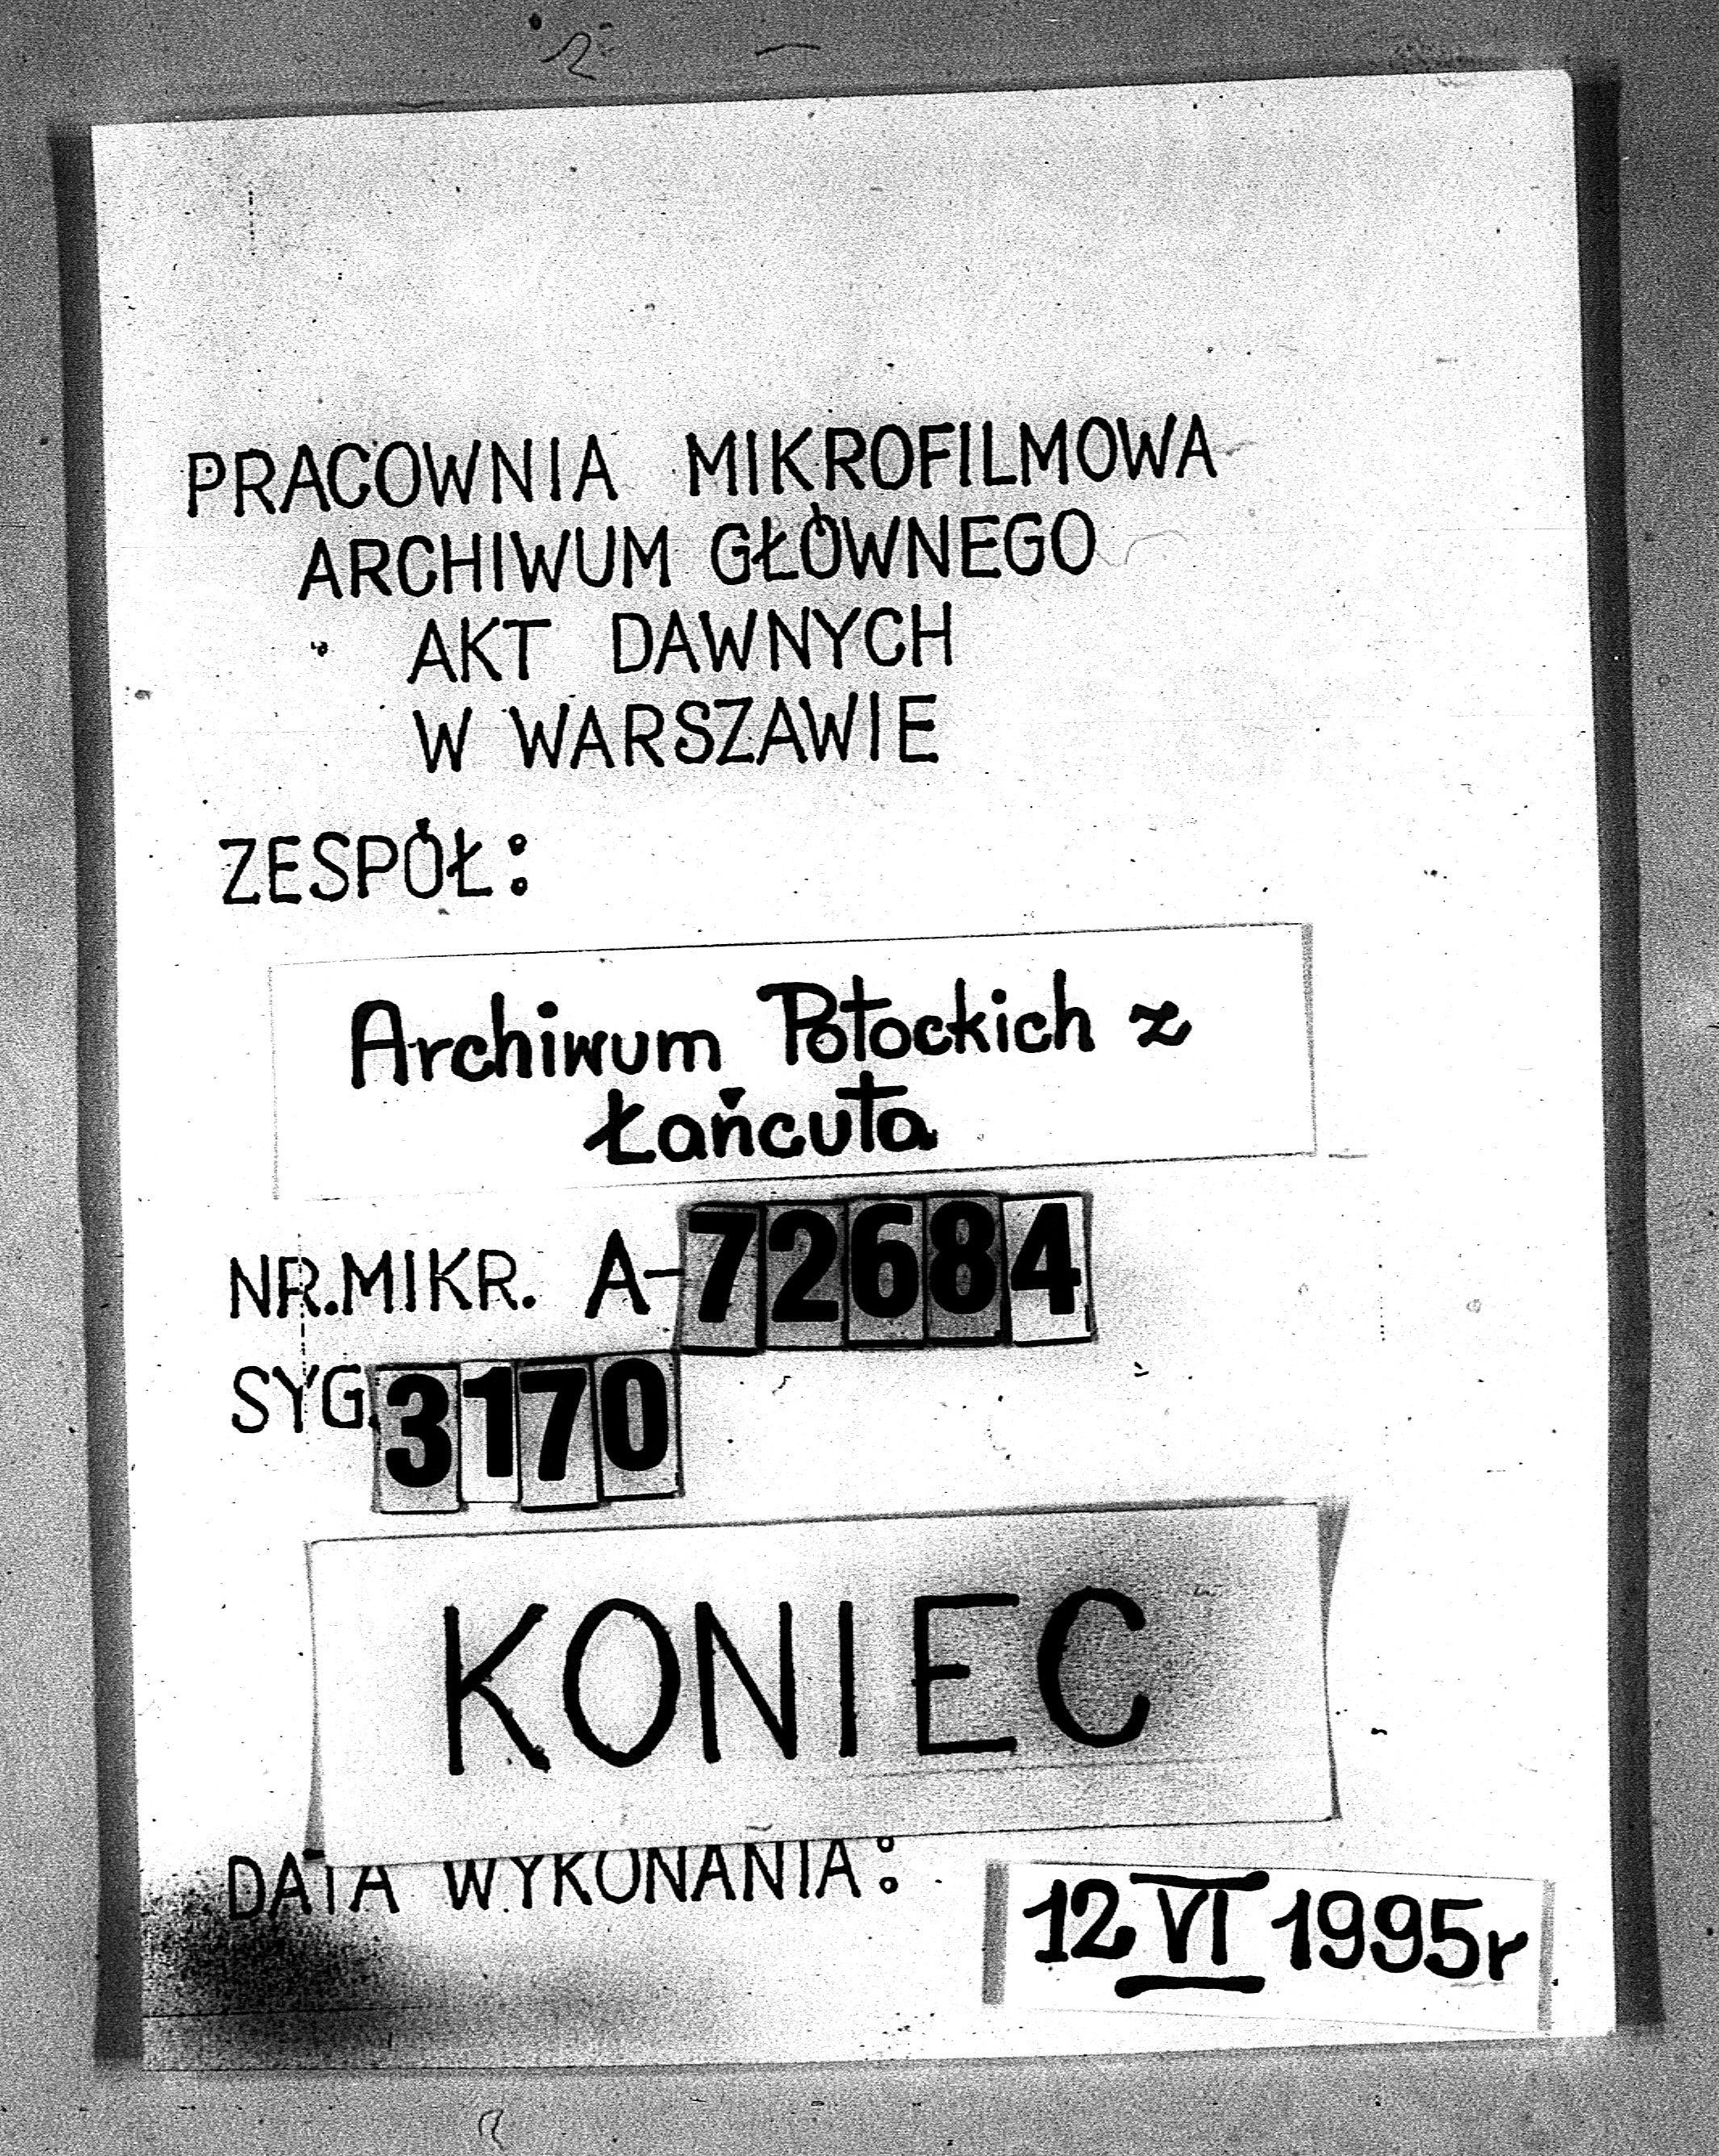 PRACOWNIA MIKROFILMOWA
ARCHIWUM GŁÓWNEGO
AKT DAWNYCH
W WARSZAWIE
ZESPÓŁ:
Archiwum Potockich z
Łańcuta
NR.MIKR. A-72684
SYG.3170
KONIEC
DATA WYKONANIA:
12 VI 1995r